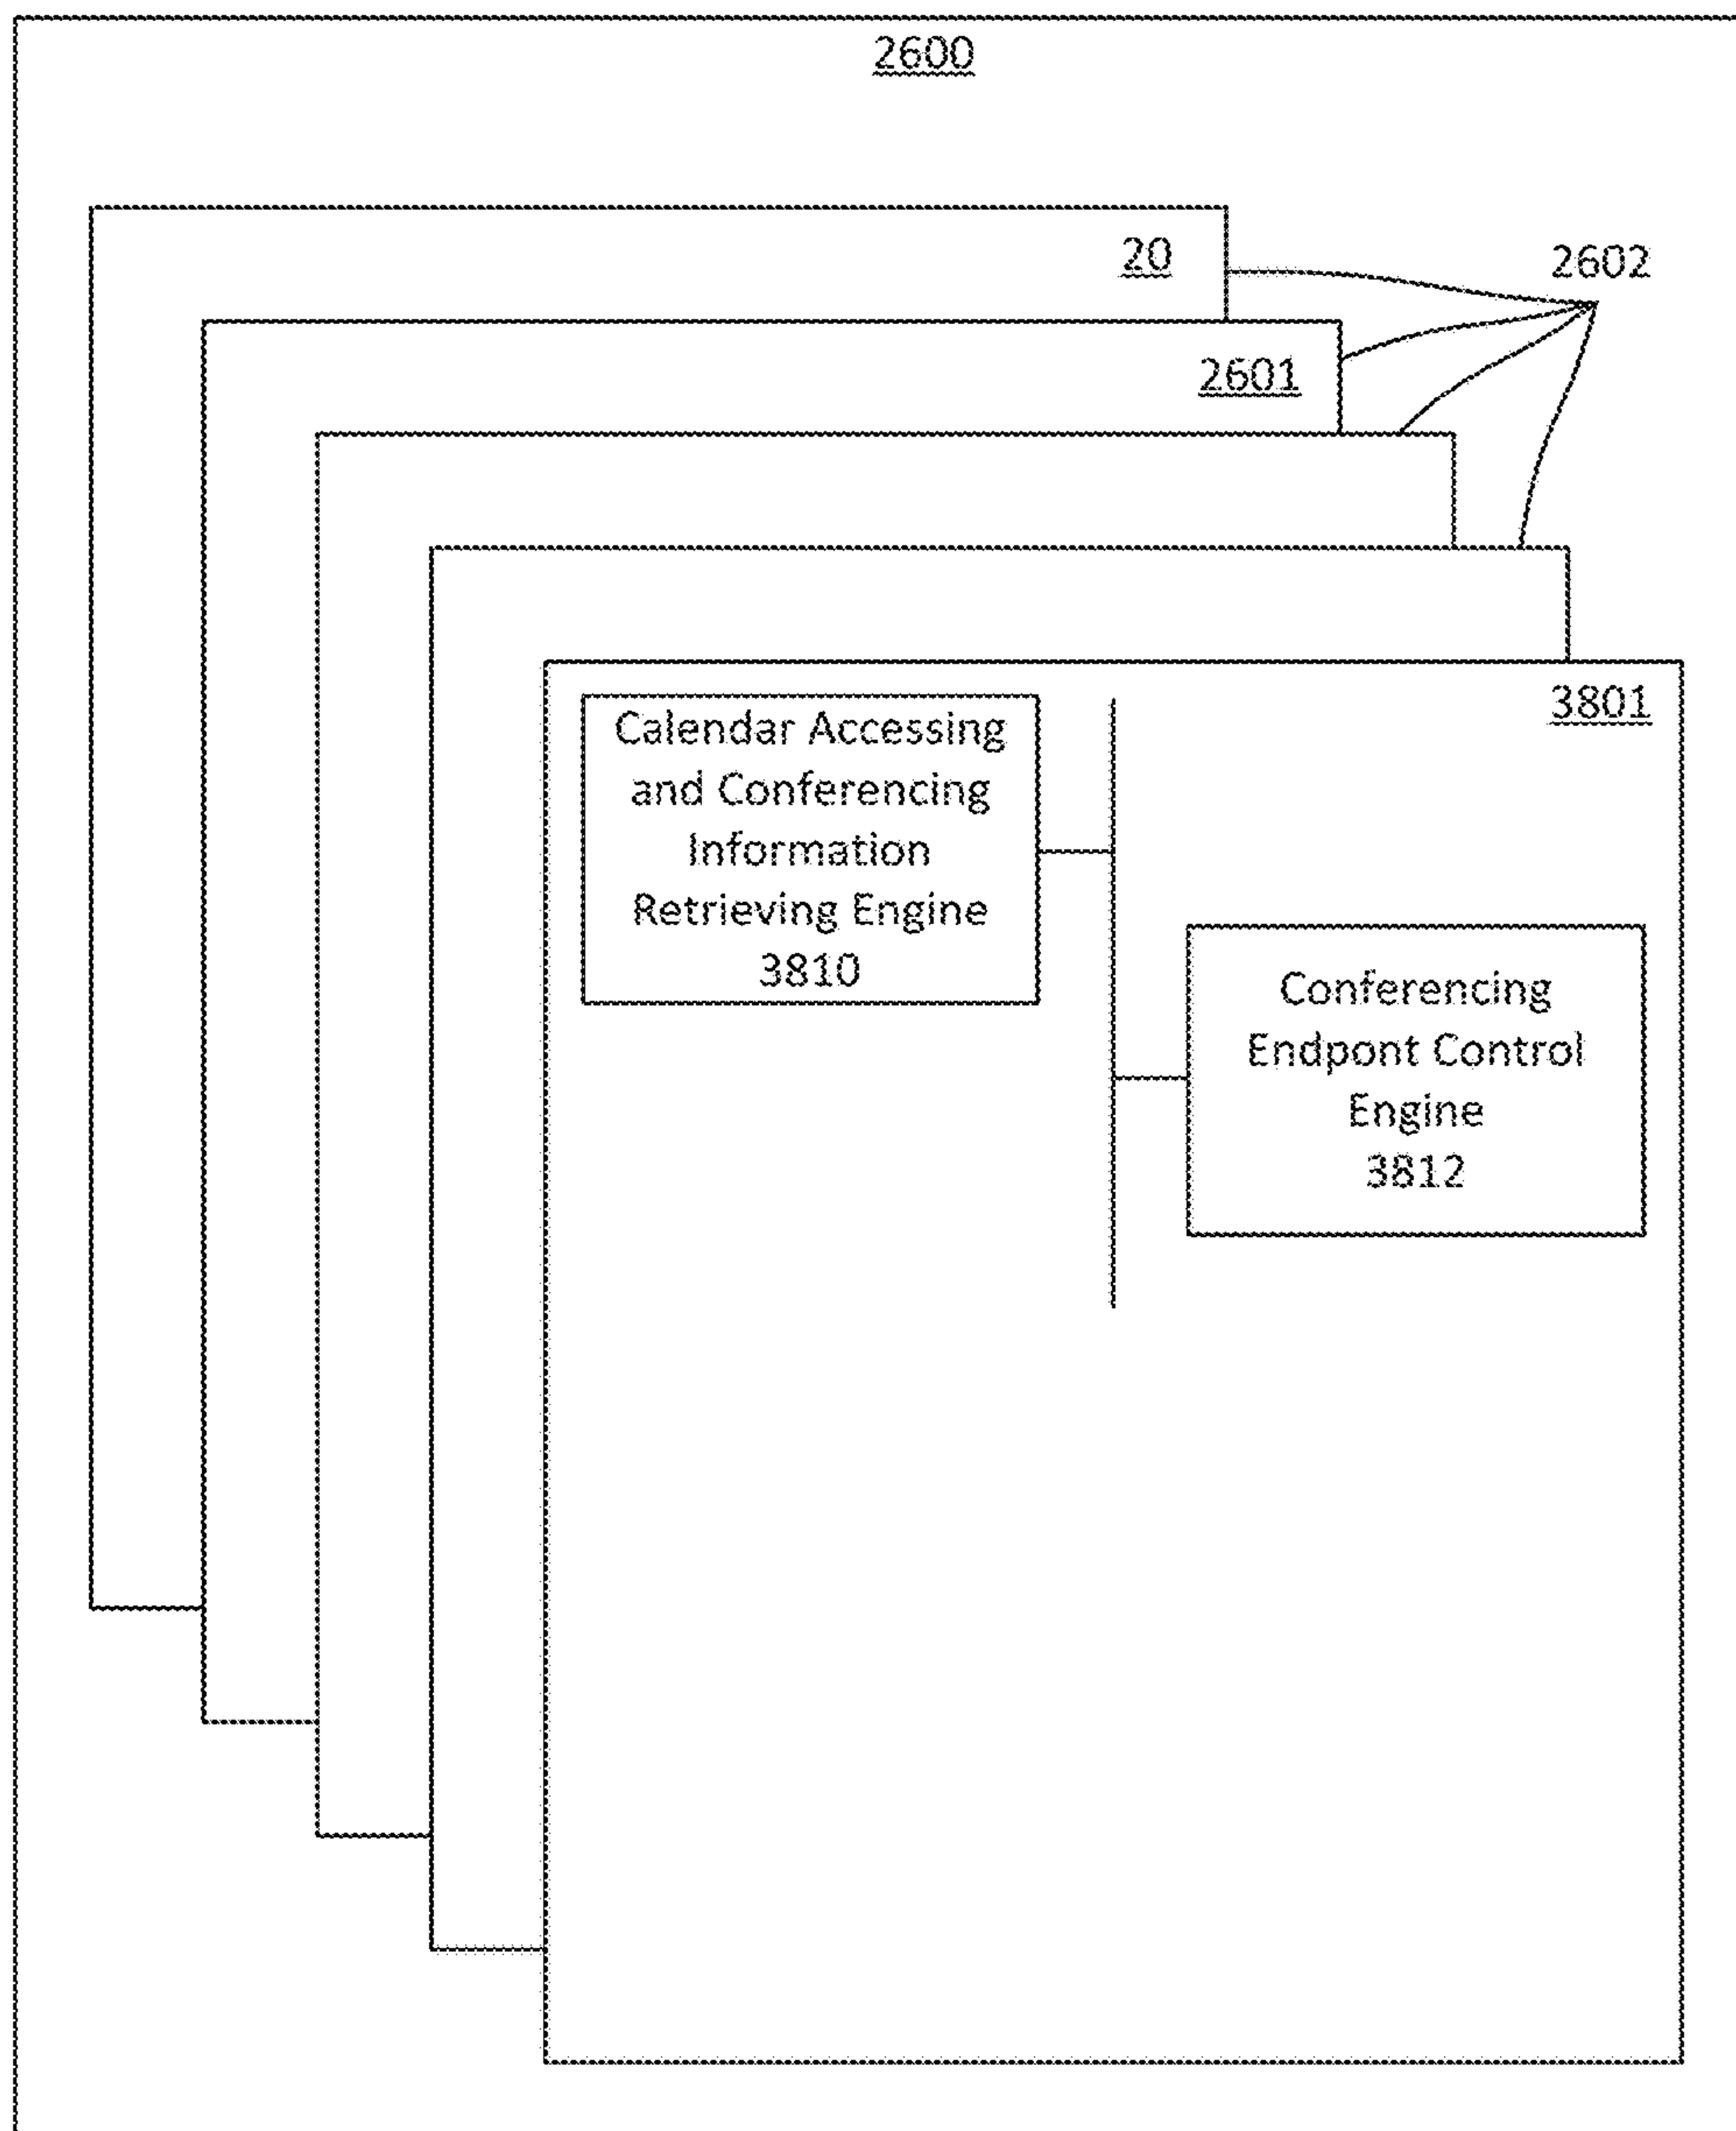 2600
20
2602
2601
3801
Calendar Accessing
and Conferencing
Information
Retrieving Engine
3810
Conferencing
Endpont Control
Engine
3812